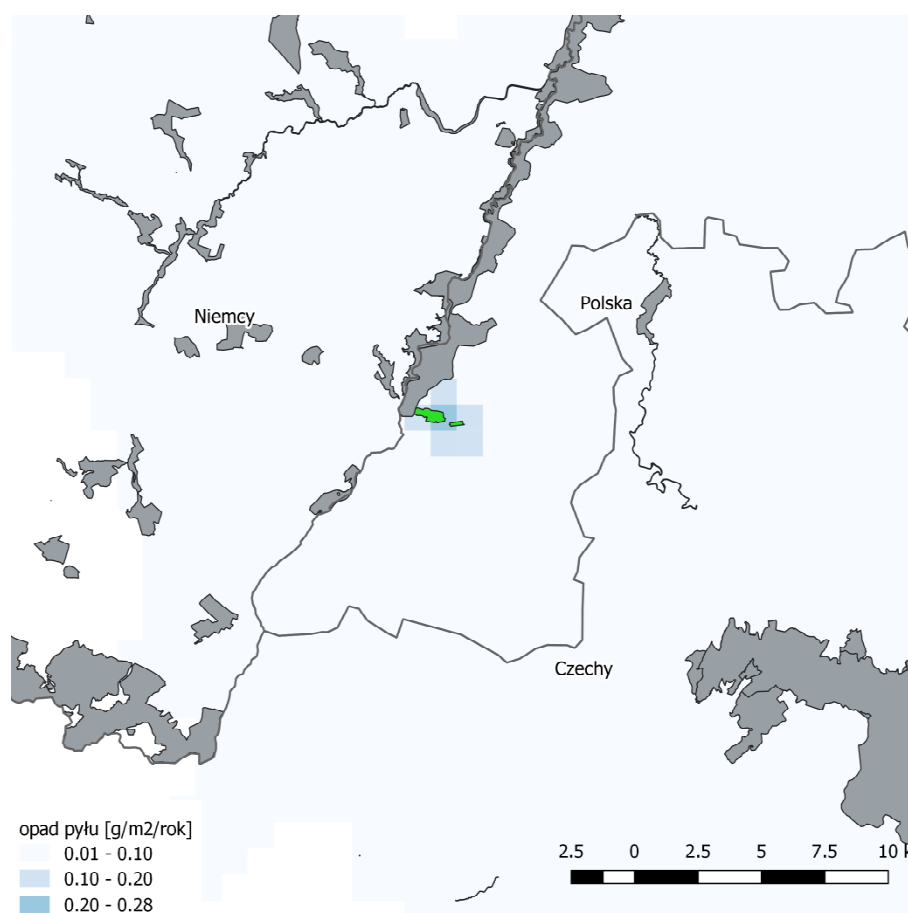 Polska
Niemcy
Czechy
opad pyłu [g/m2/rok]
0.01 - 0.10
0.10 - 0.20
0.20 - 0.28
2.5 0 2.5 5 7.5 10 k